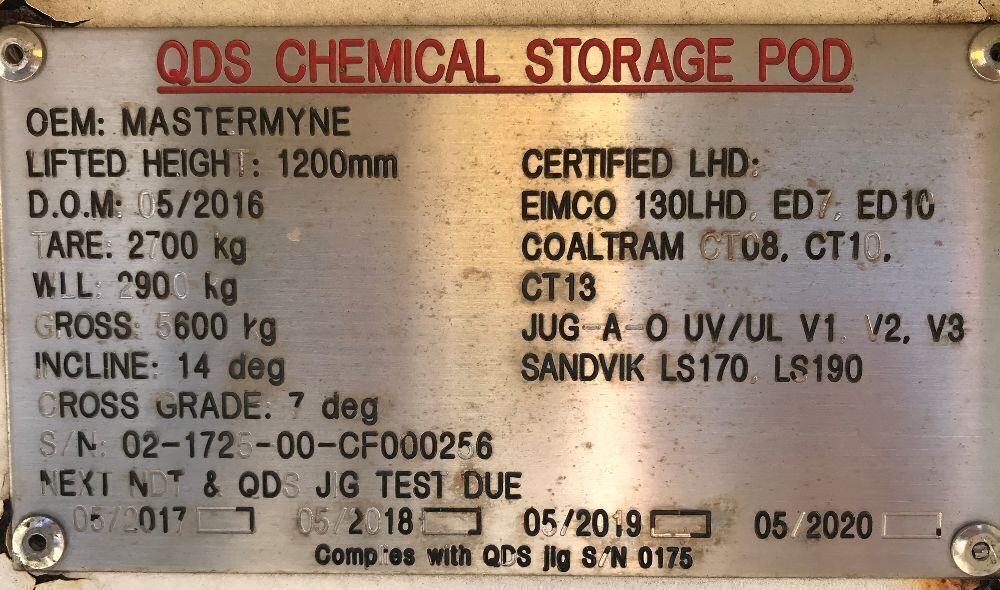 QDS CHEMICAL STORAGE POD
OEM: MASTERMYNE
LIFTED HEIGHT: 1200mm
D.O.M: 05/2016
TARE: 2700 kg
WLL: 2900 kg
GROSS: 5600 kg
INCLINE: 14 deg
CROSS GRADE: 7 deg
S/N: 02-1725-00-CF000256
CERTIFIED LHD:
EIMCO 130LHD, ED7, ED10
COALTRAM CT08, CT10,
CT13
JUG-A-O UV/UL V1, V2, V3
SANDVIK LS170, LS190
NEXT NDT & QDS JIG TEST DUE
05/2017 05/2018 05/2019 05/2020
Complies with QDS jig S/N 0175